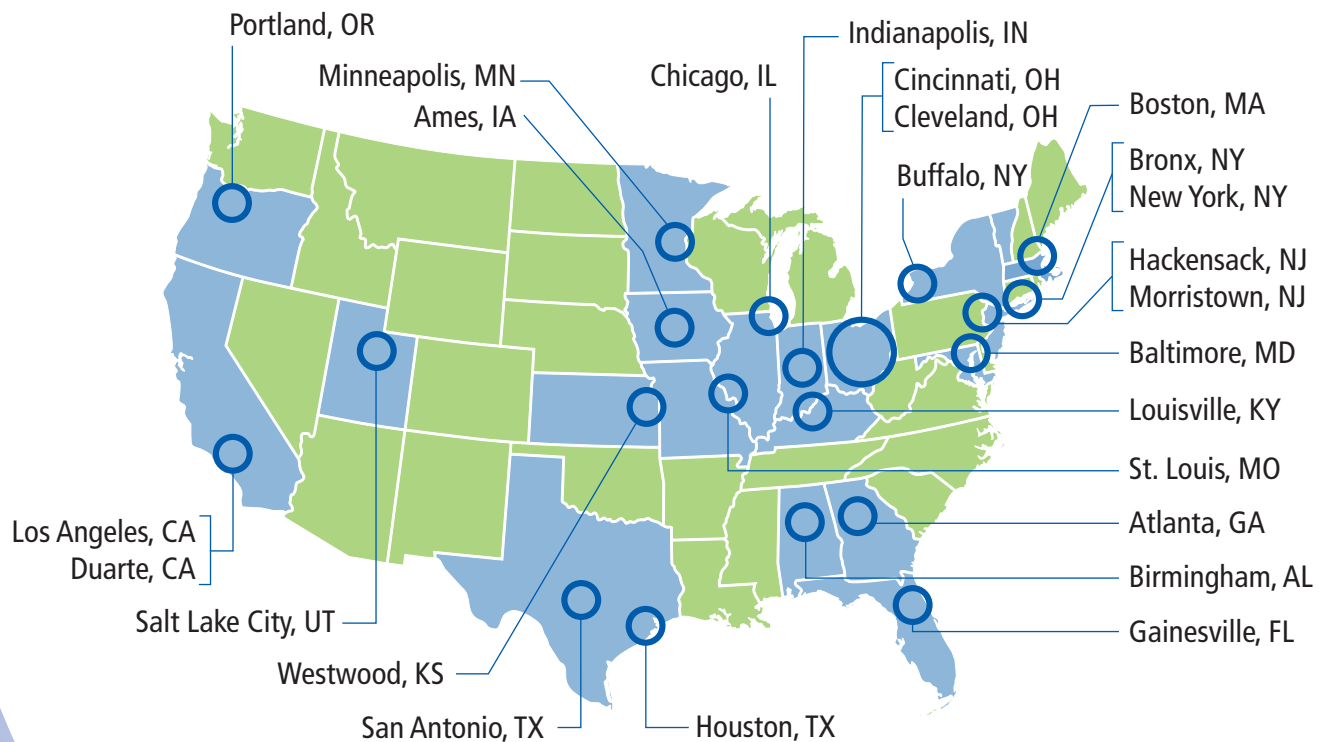 Portland, OR
Minneapolis, MN
Ames, IA
Chicago, IL
Indianapolis, IN
Cincinnati, OH
Cleveland, OH
Buffalo, NY
Boston, MA
Bronx, NY
New York, NY
Hackensack, NJ
Morristown, NJ
Baltimore, MD
Louisville, KY
St. Louis, MO
Atlanta, GA
Birmingham, AL
Gainesville, FL
Los Angeles, CA
Duarte, CA
Salt Lake City, UT
Westwood, KS
San Antonio, TX
Houston, TX